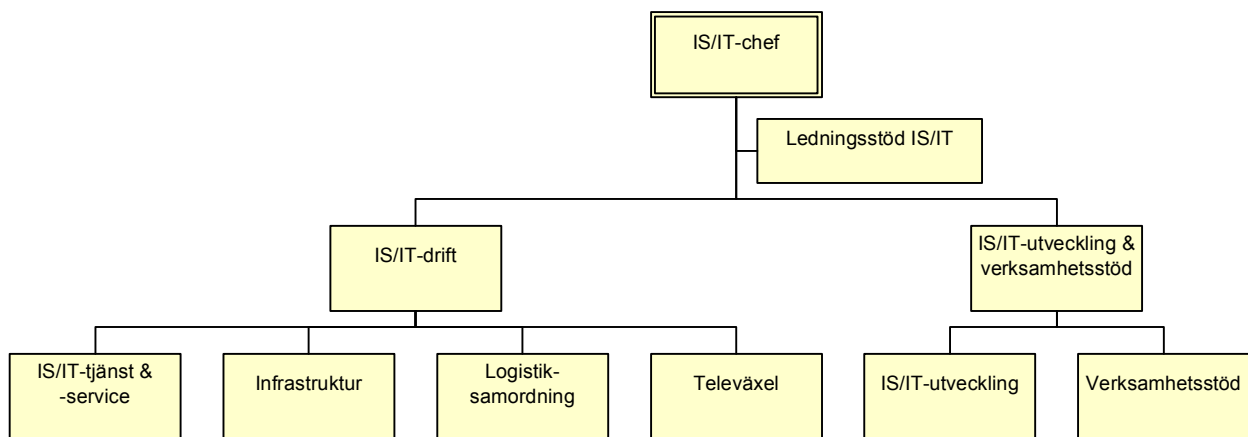 IS/IT-chef
Ledningsstöd IS/IT
IS/IT-drift
IS/IT-utveckling &
verksamhetsstöd
IS/IT-tjänst &
-service
Infrastruktur
Logistik-
samordning
Televäxel
IS/IT-utveckling
Verksamhetsstöd